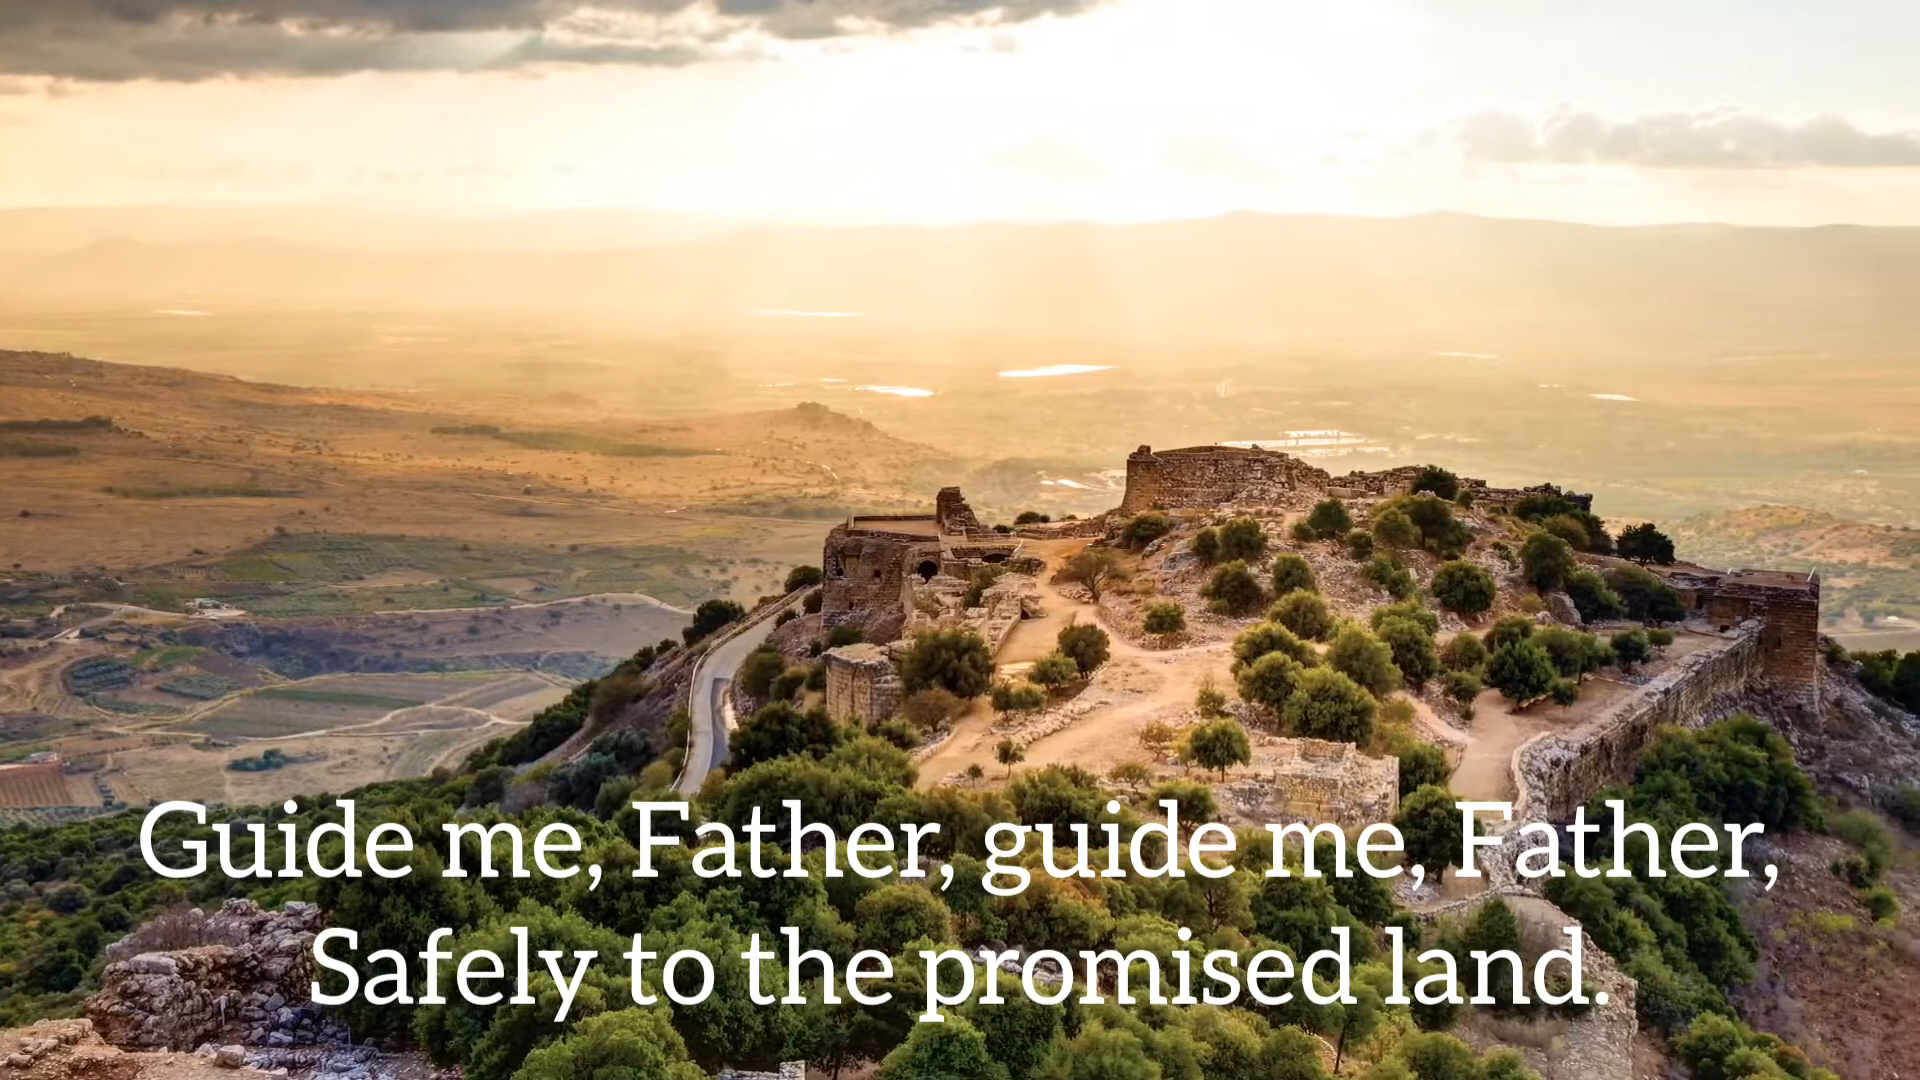 Guide me, Father, guide me, Father,
Safely to the promised land.